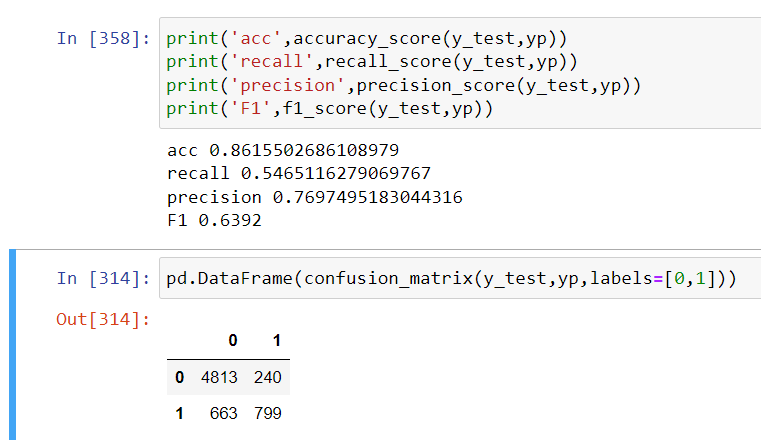 In [358]: print('acc',accuracy_score(y_test,yp))
print('recall',recall_score(y_test,yp))
print('precision',precision_score(y_test,yp))
print('F1',f1_score(y_test,yp))
acc 0.8615502686108979
recall 0.5465116279069767
precision 0.7697495183044316
F1 0.6392
In [314]: pd.DataFrame(confusion_matrix(y_test,yp,labels=[0,1]))
Out[314]:
0 1
0 4813 240
1 663 799